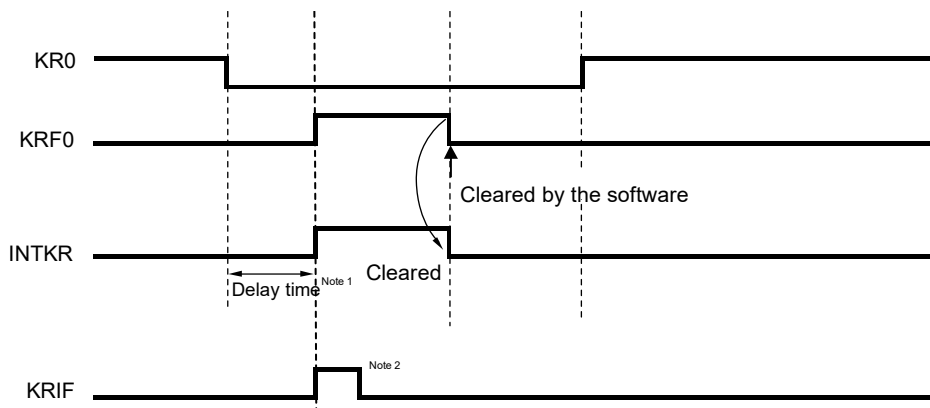 KR0
KRF0
Cleared by the software
INTKR
Cleared
Delay time Note 1
Note 2
KRIF